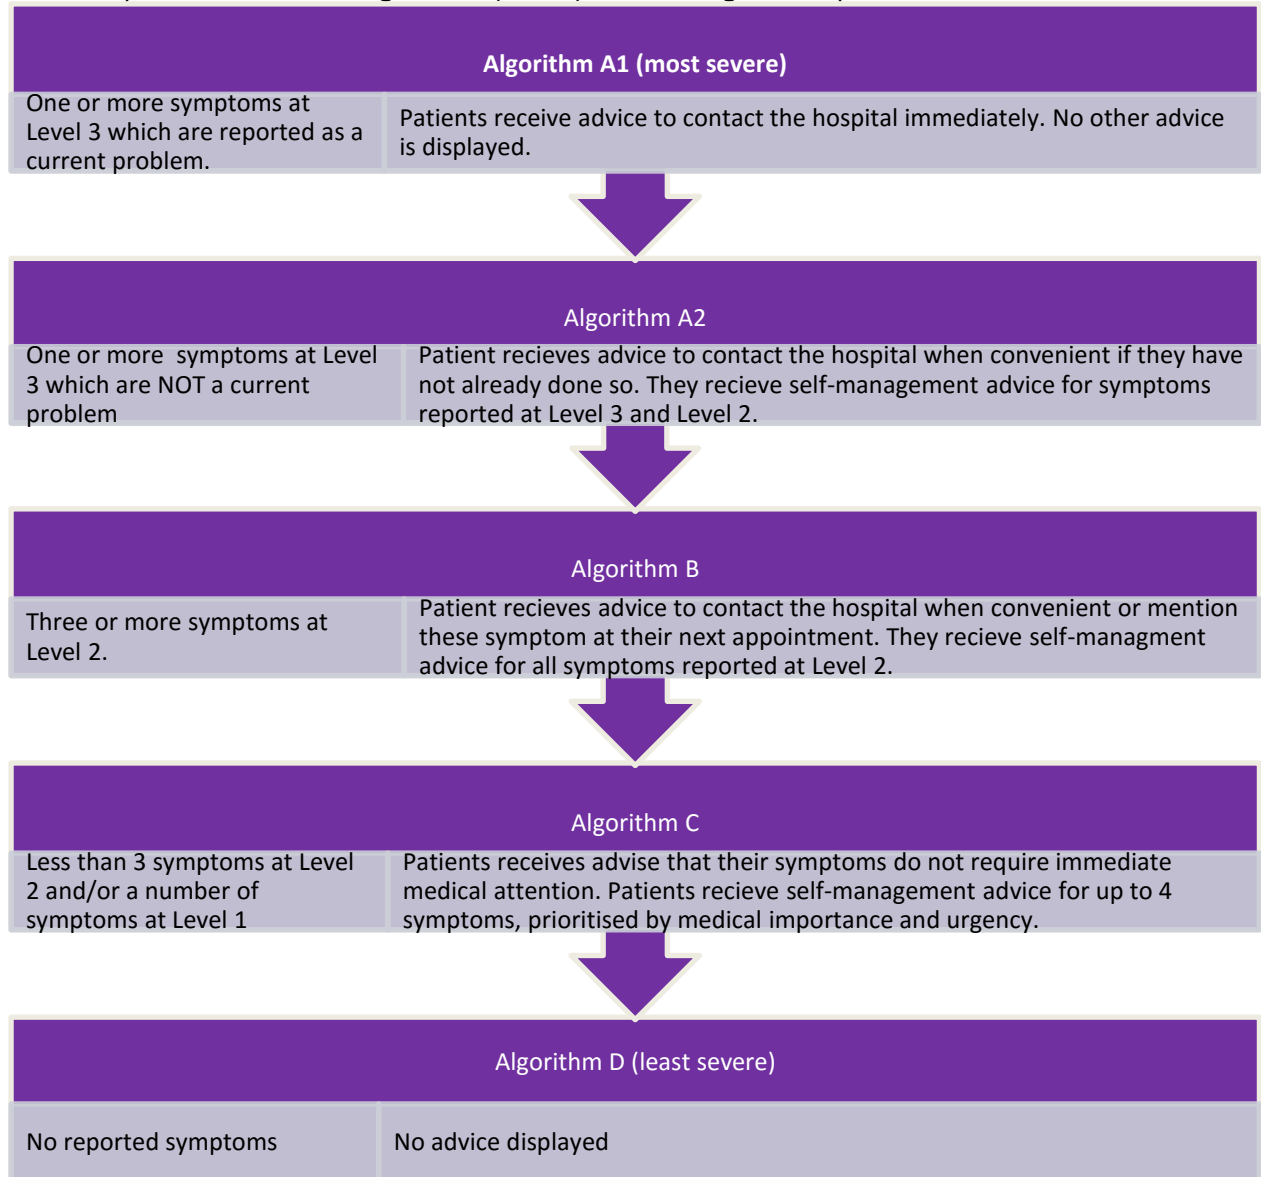 Algorithm A1 (most severe)
One or more symptoms at
Level 3 which are reported as a
current problem.
Patients receive advice to contact the hospital immediately. No other advice
is displayed.
Algorithm A2
One or more  symptoms at Level
3 which are NOT a current
problem
Patient recieves advice to contact the hospital when convenient if they have
not already done so. They recieve self-management advice for symptoms
reported at Level 3 and Level 2.
Algorithm B
Three or more symptoms at
Level 2.
Patient recieves advice to contact the hospital when convenient or mention
these symptom at their next appointment. They recieve self-managment
advice for all symptoms reported at Level 2.
Algorithm C
Less than 3 symptoms at Level
2 and/or a number of
symptoms at Level 1
Patients receives advise that their symptoms do not require immediate
medical attention. Patients recieve self-management advice for up to 4
symptoms, prioritised by medical importance and urgency.
Algorithm D (least severe)
No reported symptoms
No advice displayed